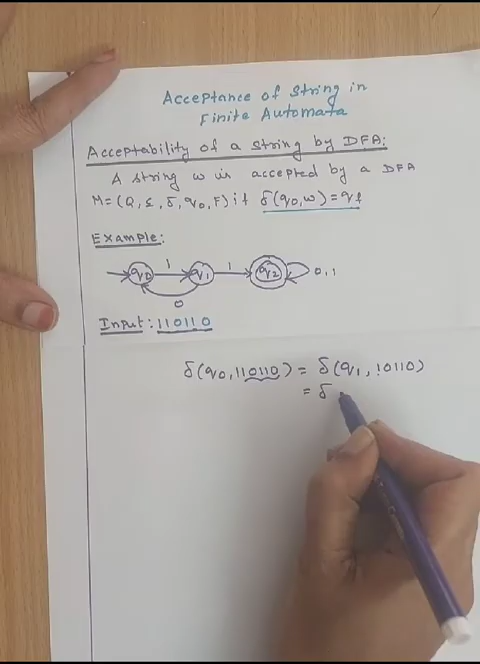 Acceptance of string in
Finite Automata
Acceptability of a string by DFA:
A string w is accepted by a DFA
M=(Q, Σ, δ, q0, F) if δ(q0,w)=qf
Example:
q0 1 q1 1 q2 0,1
0
Input: 110110
δ(q0,110110) = δ(q1, 10110)
= δ